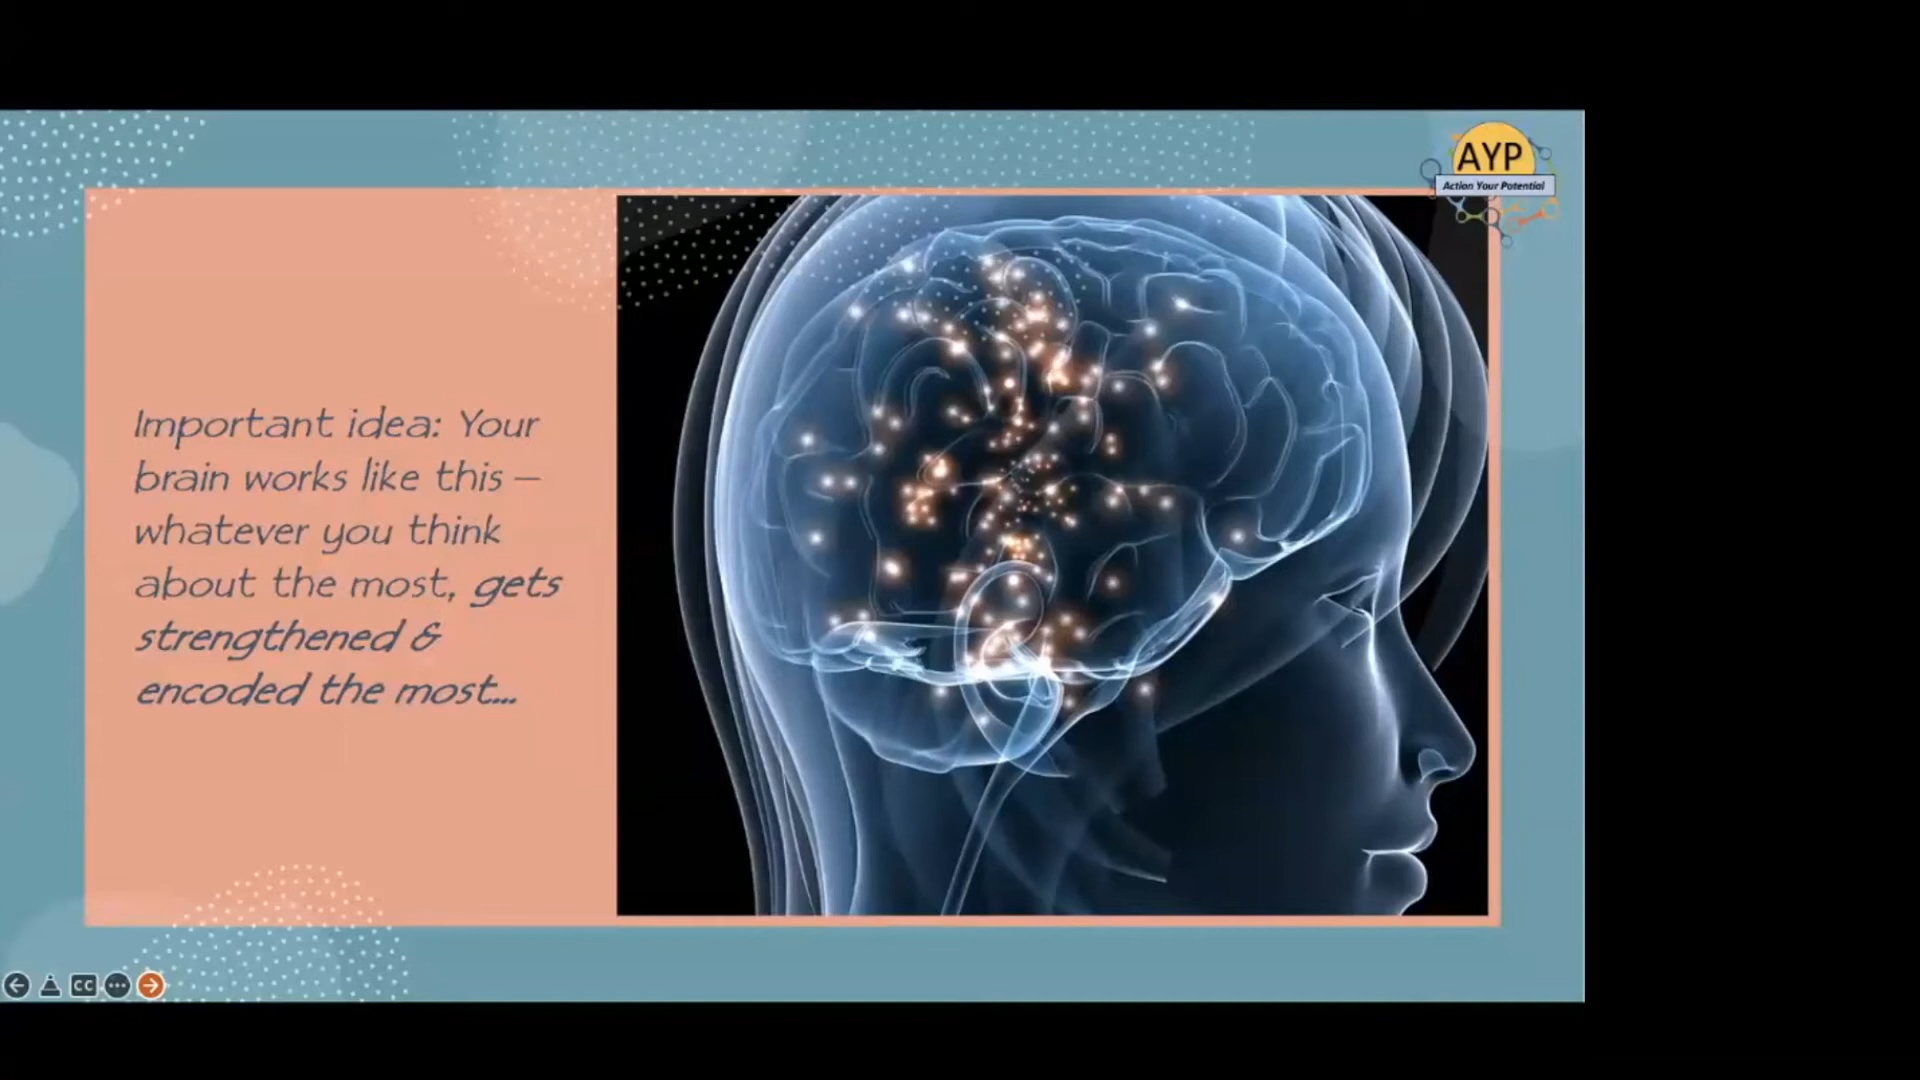 AYP
Action Your Potential
Important idea: Your
brain works like this –
whatever you think
about the most, gets
strengthened &
encoded the most...
CC